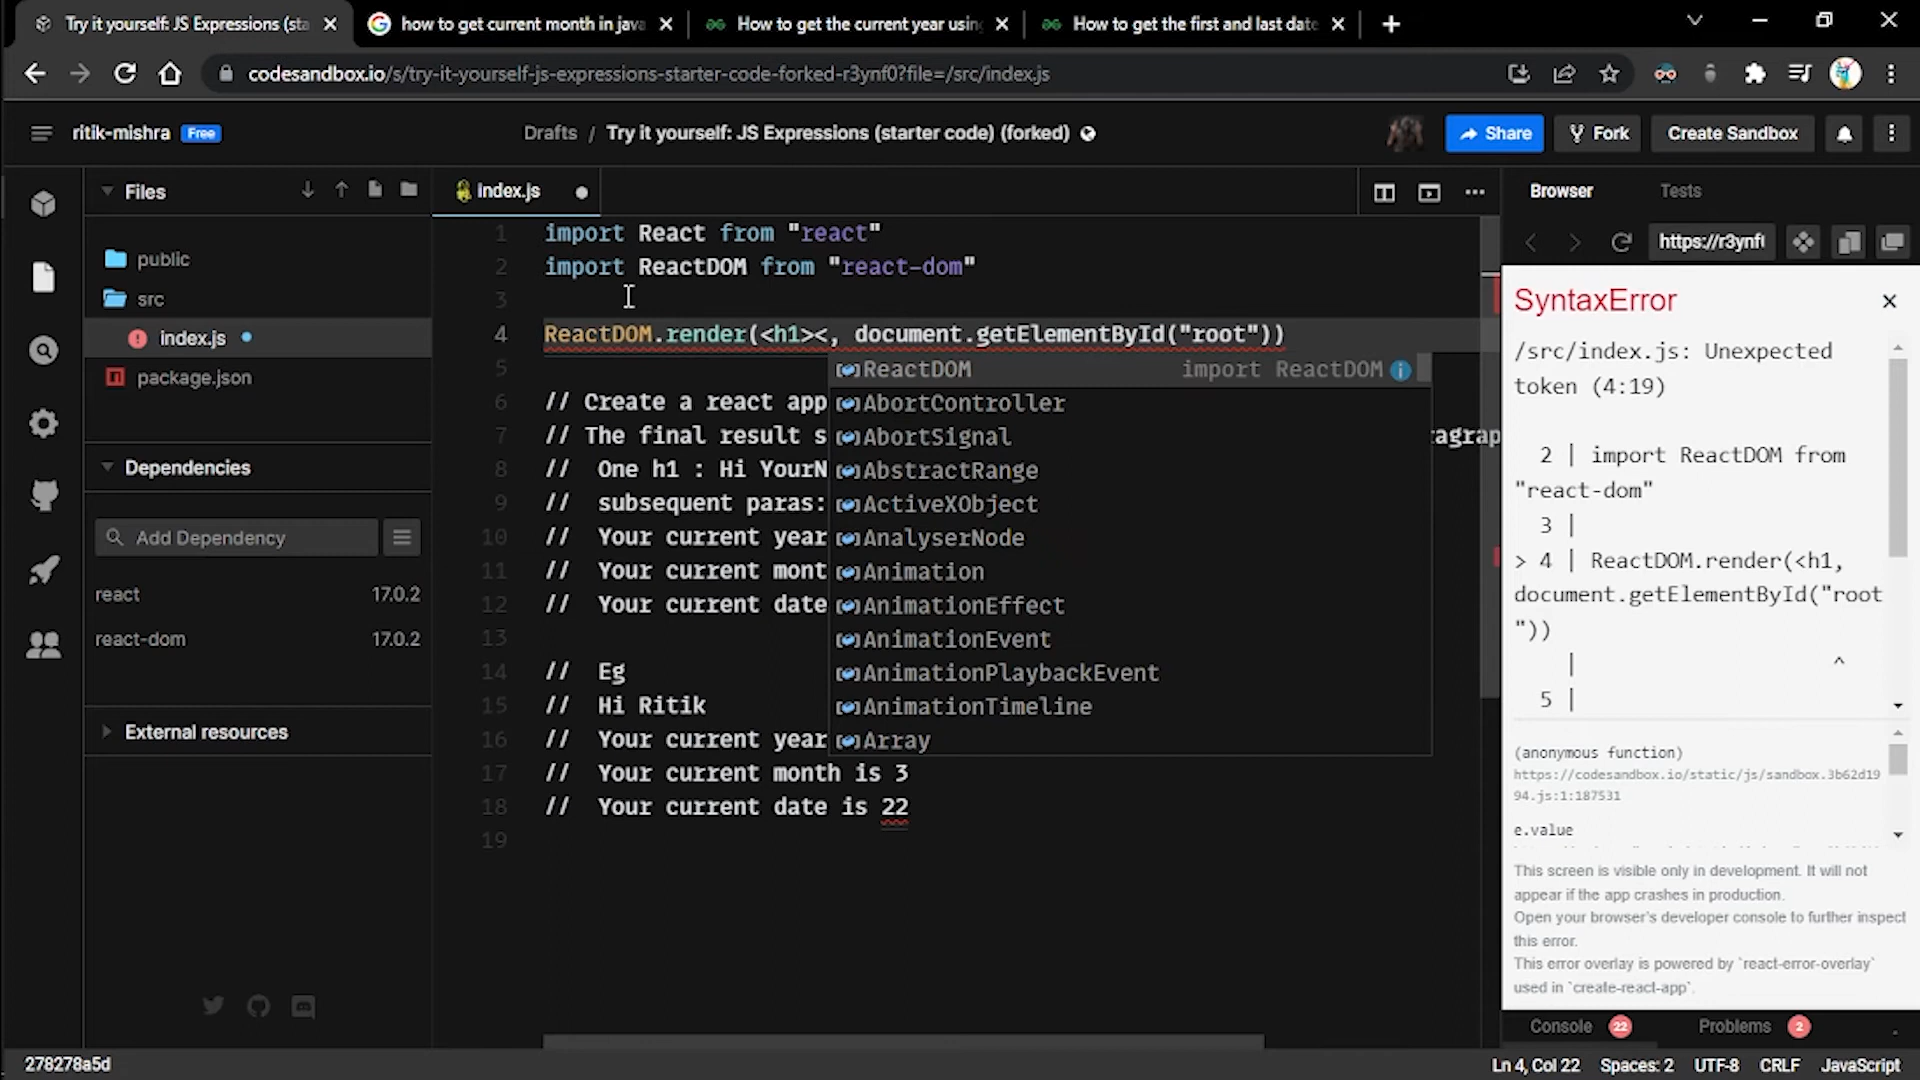 Try it yourself: JS Expressions (sta
how to get current month in java
How to get the current year usin
How to get the first and last date
codesandbox.io/s/try-it-yourself-js-expressions-starter-code-forked-r3ynf0?file=/src/index.js
ritik-mishra Free
Drafts / Try it yourself: JS Expressions (starter code) (forked)
Share
Fork
Create Sandbox
Files
public
src
index.js
package.json
Dependencies
Add Dependency
react 17.0.2
react-dom 17.0.2
External resources
index.js
1 import React from "react"
2 import ReactDOM from "react-dom"
3
4 ReactDOM.render(<h1><, document.getElementById("root"))
5
6 // Create a react app
7 // The final result s agrap
8 // One h1 : Hi YourN
9 // subsequent paras:
10 // Your current year
11 // Your current mont
12 // Your current date
13
14 // Eg
15 // Hi Ritik
16 // Your current year
17 // Your current month is 3
18 // Your current date is 22
19
ReactDOM import ReactDOM
AbortController
AbortSignal
AbstractRange
ActiveXObject
AnalyserNode
Animation
AnimationEffect
AnimationEvent
AnimationPlaybackEvent
AnimationTimeline
Array
Browser Tests
https://r3ynf
SyntaxError
/src/index.js: Unexpected
token (4:19)
2 | import ReactDOM from
"react-dom"
3 |
> 4 | ReactDOM.render(<h1,
document.getElementById("root
"))
| ^
5 |
(anonymous function)
https://codesandbox.io/static/js/sandbox.3b62d19
94.js:1:187531
e.value
This screen is visible only in development. It will not
appear if the app crashes in production.
Open your browser's developer console to further inspect
this error.
This error overlay is powered by `react-error-overlay`
used in `create-react-app`.
Console 22 Problems 2
278278a5d
Ln 4, Col 22 Spaces: 2 UTF-8 CRLF JavaScript